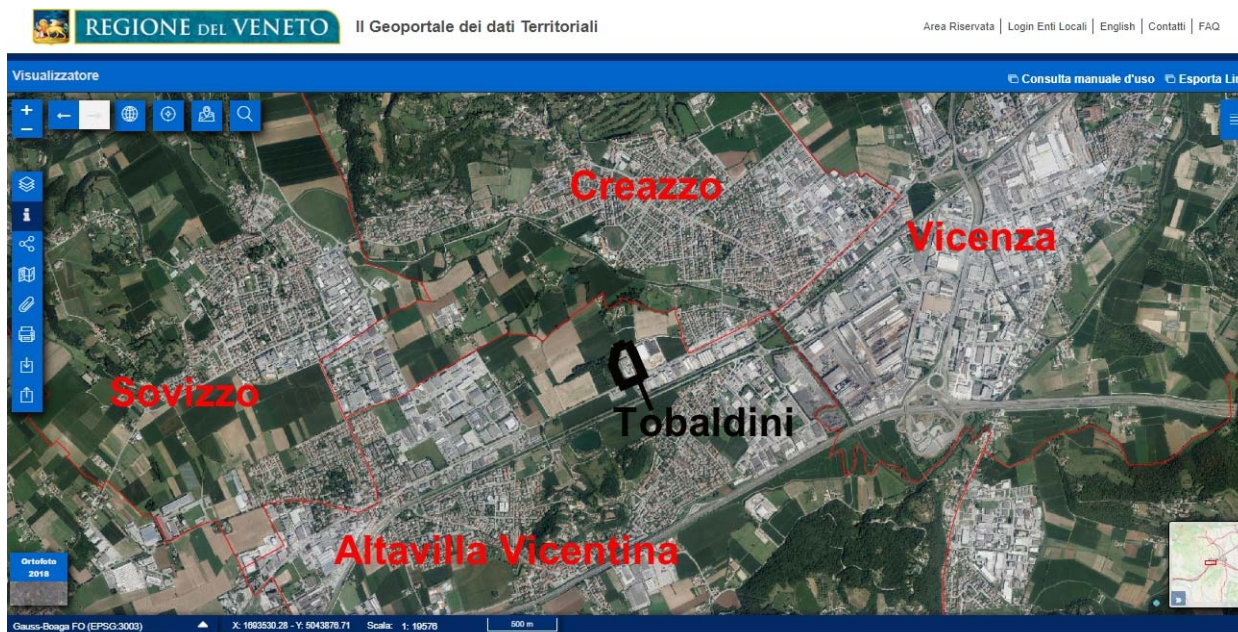 REGIONE DEL VENETO
Il Geoportale dei dati Territoriali
Area Riservata | Login Enti Locali | English | Contatti | FAQ
Visualizzatore
Consulta manuale d'uso
Esporta Lin
Creazzo
Vicenza
Sovizzo
Tobaldini
Altavilla Vicentina
Ortofoto
2018
Gauss-Boaga FO (EPSG:3003)
X: 1693530.28 - Y: 5043876.71
Scala: 1: 19576
500 m